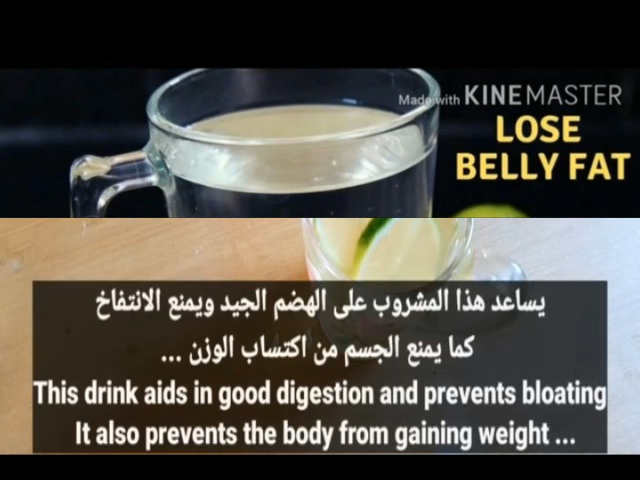 Made with KINEMASTER
LOSE
BELLY FAT
يساعد هذا المشروب على الهضم الجيد ويمنع الانتفاخ
كما يمنع الجسم من اكتساب الوزن ...
This drink aids in good digestion and prevents bloating
It also prevents the body from gaining weight ...